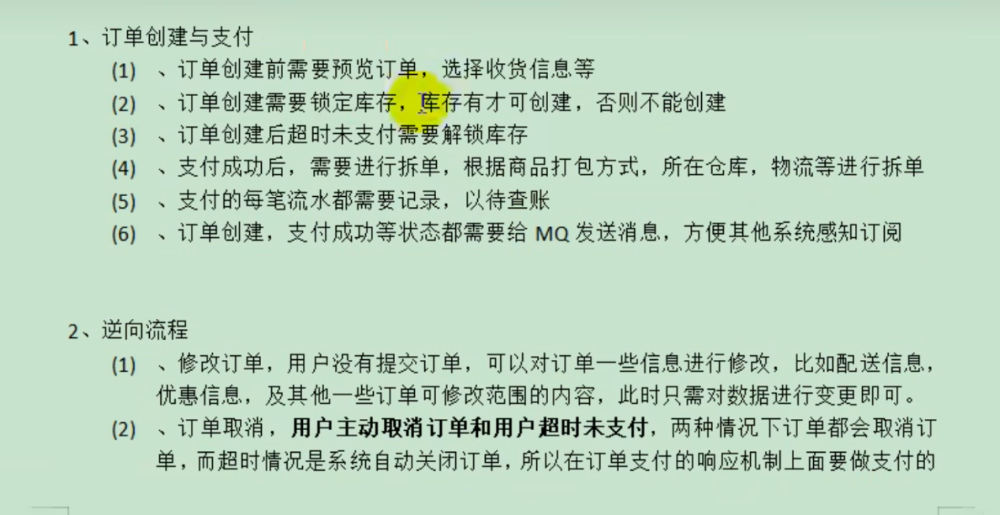 1、订单创建与支付
(1) 、订单创建前需要预览订单，选择收货信息等
(2) 、订单创建需要锁定库存，库存有才可创建，否则不能创建
(3) 、订单创建后超时未支付需要解锁库存
(4) 、支付成功后，需要进行拆单，根据商品打包方式，所在仓库，物流等进行拆单
(5) 、支付的每笔流水都需要记录，以待查账
(6) 、订单创建，支付成功等状态都需要给 MQ 发送消息，方便其他系统感知订阅
2、逆向流程
(1) 、修改订单，用户没有提交订单，可以对订单一些信息进行修改，比如配送信息，
优惠信息，及其他一些订单可修改范围的内容，此时只需对数据进行变更即可。
(2) 、订单取消，用户主动取消订单和用户超时未支付，两种情况下订单都会取消订
单，而超时情况是系统自动关闭订单，所以在订单支付的响应机制上面要做支付的